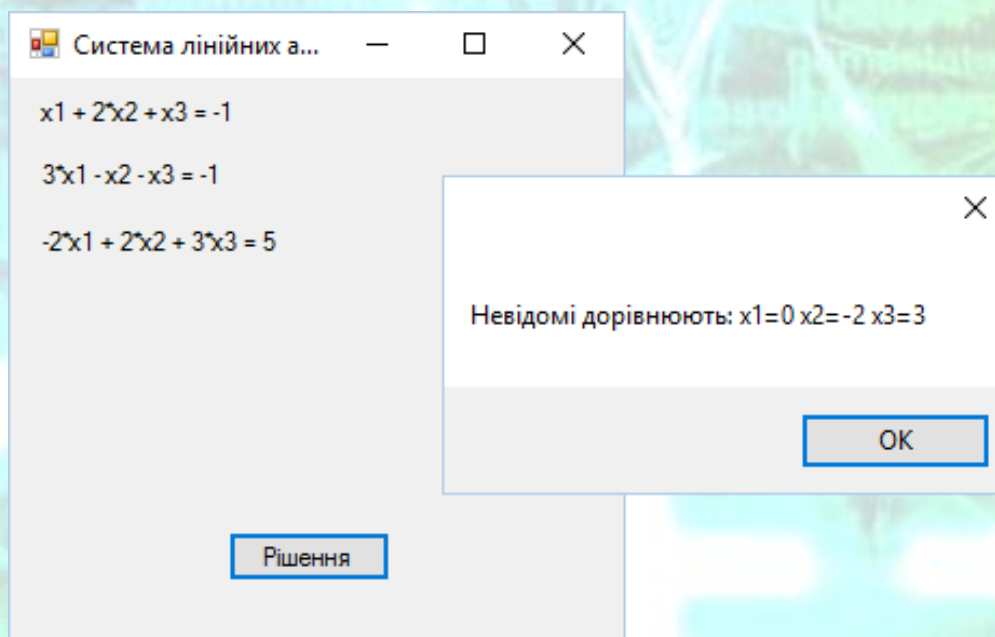 Система лінійних а...
x1 + 2*x2 + x3 = -1
3*x1 - x2 - x3 = -1
-2*x1 + 2*x2 + 3*x3 = 5
Невідомі дорівнюють: x1=0 x2=-2 x3=3
OK
Рішення